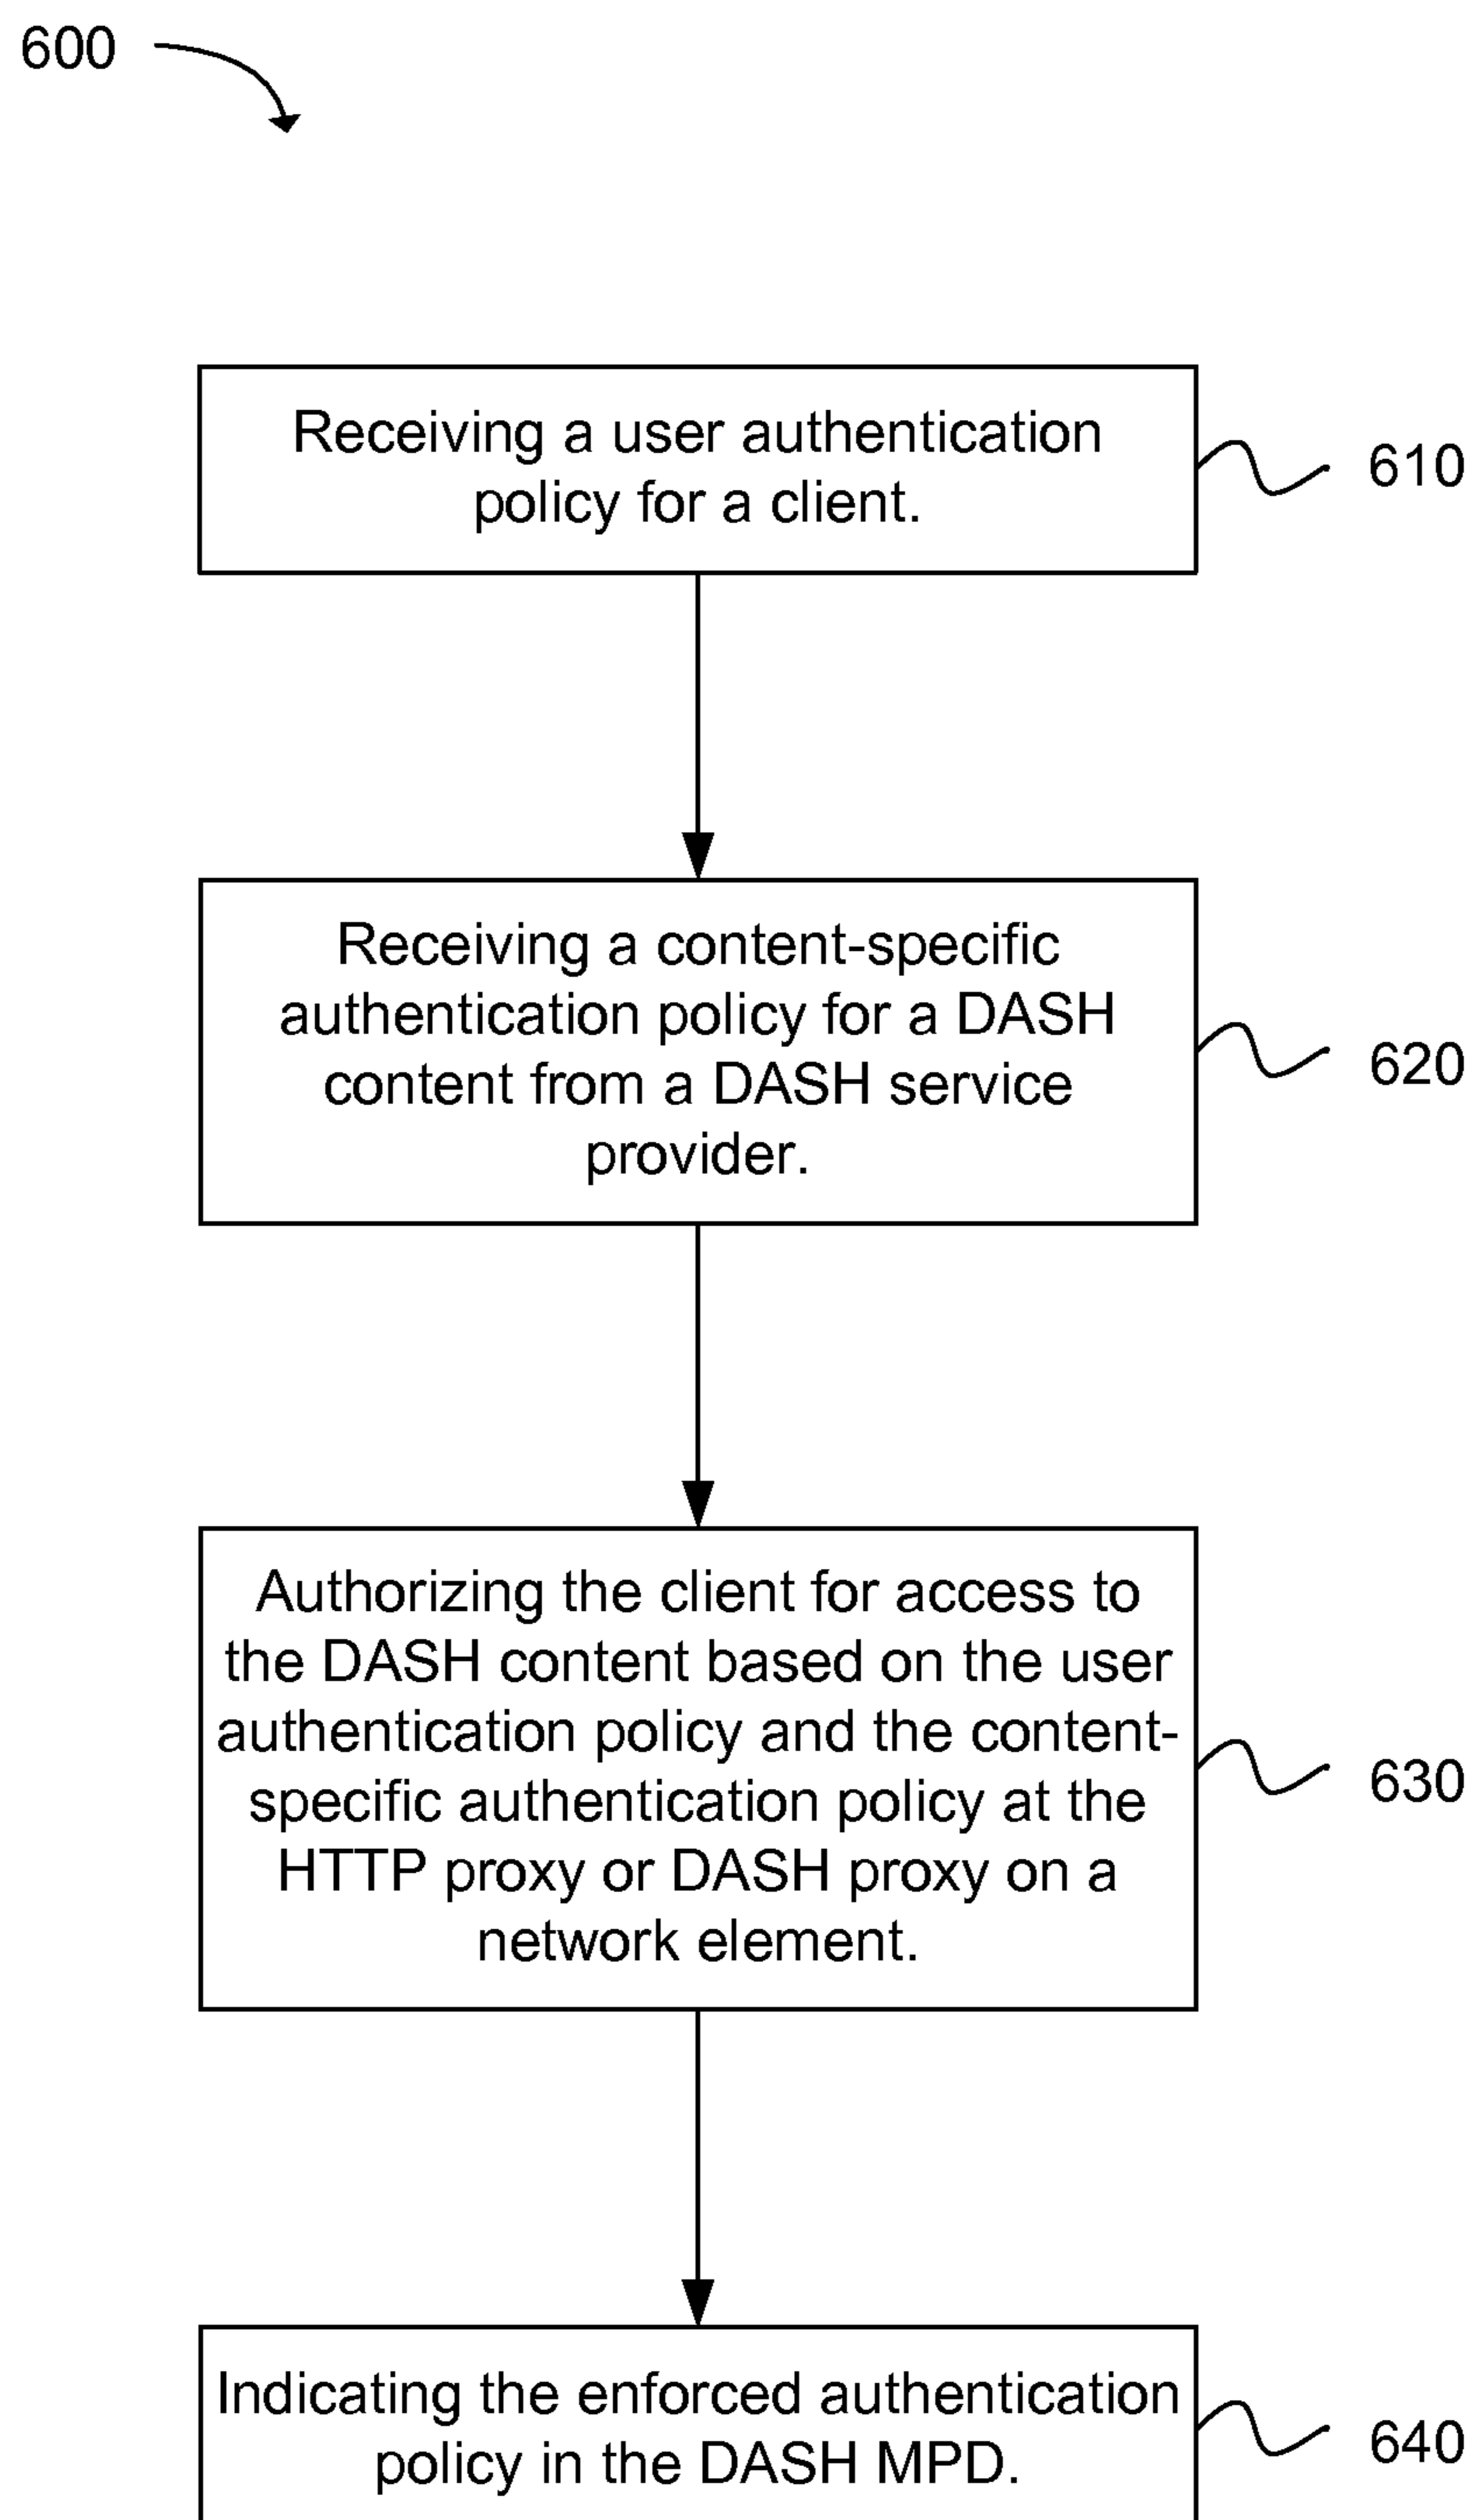 600
Receiving a user authentication
policy for a client.
610
Receiving a content-specific
authentication policy for a DASH
content from a DASH service
provider.
620
Authorizing the client for access to
the DASH content based on the user
authentication policy and the content-
specific authentication policy at the
HTTP proxy or DASH proxy on a
network element.
630
Indicating the enforced authentication
policy in the DASH MPD.
640